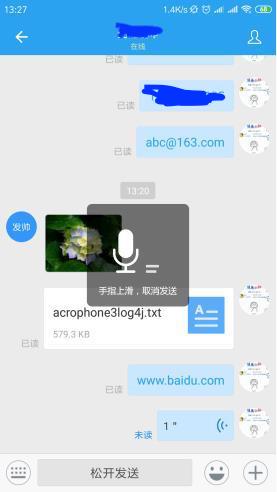 13:27
1.4K/s
在线
已读
已读
已读
abc@163.com
13:20
发帅
手指上滑，取消发送
acrophone3log4j.txt
579.3 KB
已读
已读
www.baidu.com
未读
1 "
松开发送